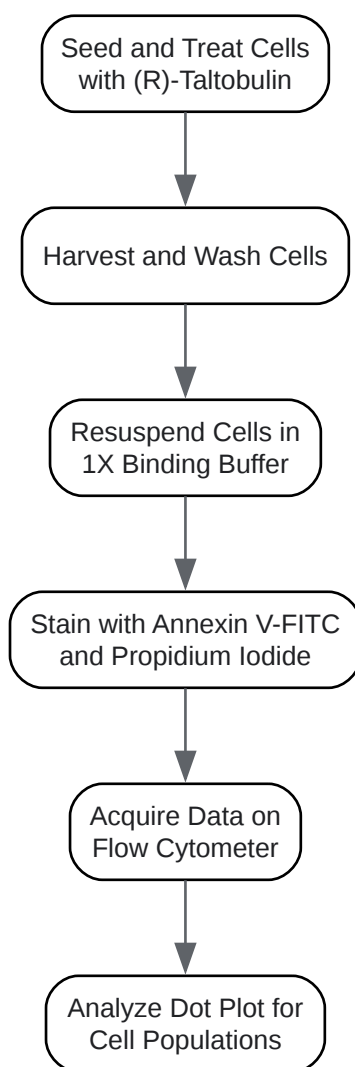 Seed and Treat Cells
with (R)-Taltobulin
Harvest and Wash Cells
Resuspend Cells in
1X Binding Buffer
Stain with Annexin V-FITC
and Propidium Iodide
Acquire Data on
Flow Cytometer
Analyze Dot Plot for
Cell Populations